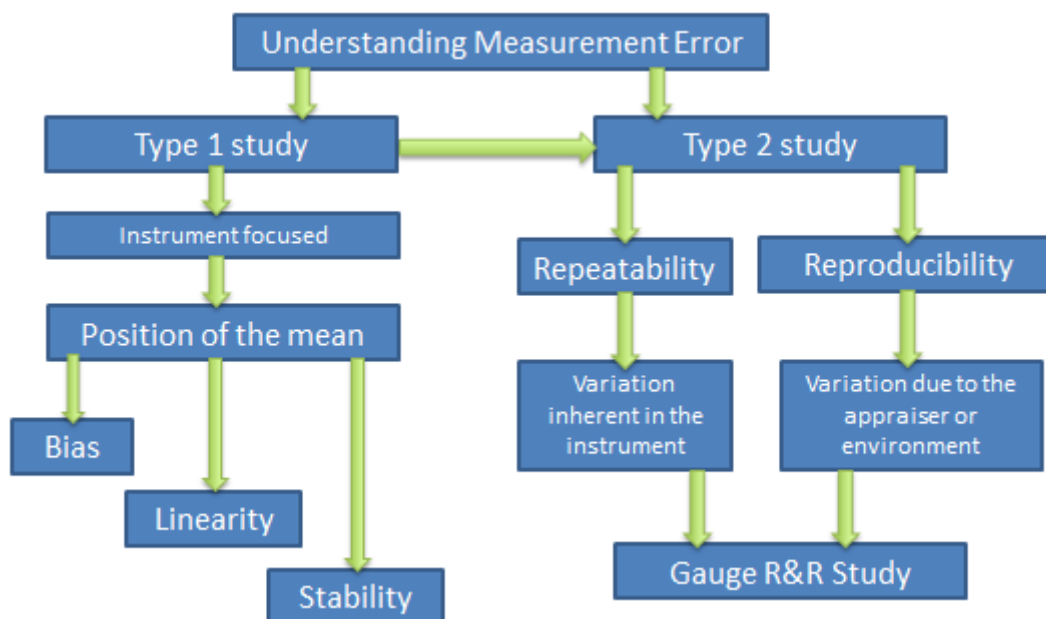 Understanding Measurement Error
Type 1 study
Type 2 study
Instrument focused
Repeatability
Reproducibility
Position of the mean
Variation
inherent in the
instrument
Variation due to the
appraiser or
environment
Bias
Linearity
Stability
Gauge R&R Study